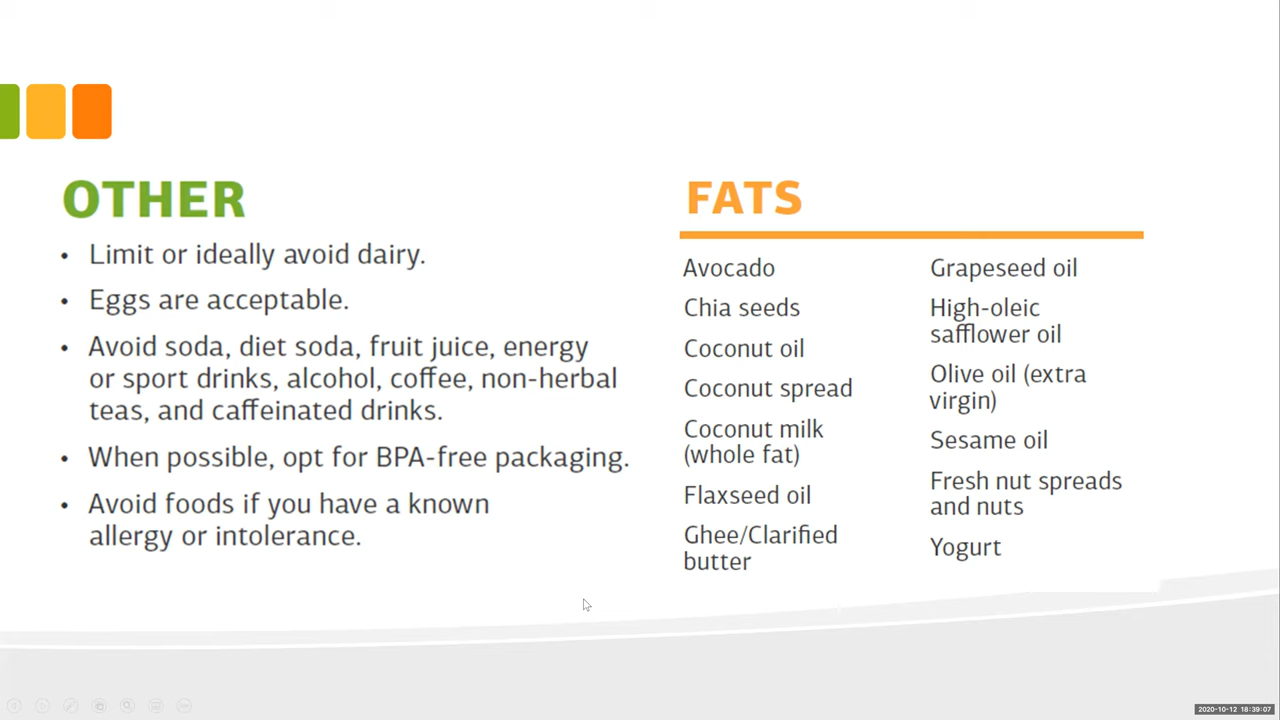 OTHER
• Limit or ideally avoid dairy.
• Eggs are acceptable.
• Avoid soda, diet soda, fruit juice, energy
or sport drinks, alcohol, coffee, non-herbal
teas, and caffeinated drinks.
• When possible, opt for BPA-free packaging.
• Avoid foods if you have a known
allergy or intolerance.
FATS
Avocado
Chia seeds
Coconut oil
Coconut spread
Coconut milk
(whole fat)
Flaxseed oil
Ghee/Clarified
butter
Grapeseed oil
High-oleic
safflower oil
Olive oil (extra
virgin)
Sesame oil
Fresh nut spreads
and nuts
Yogurt
2020-10-12 18:39:07